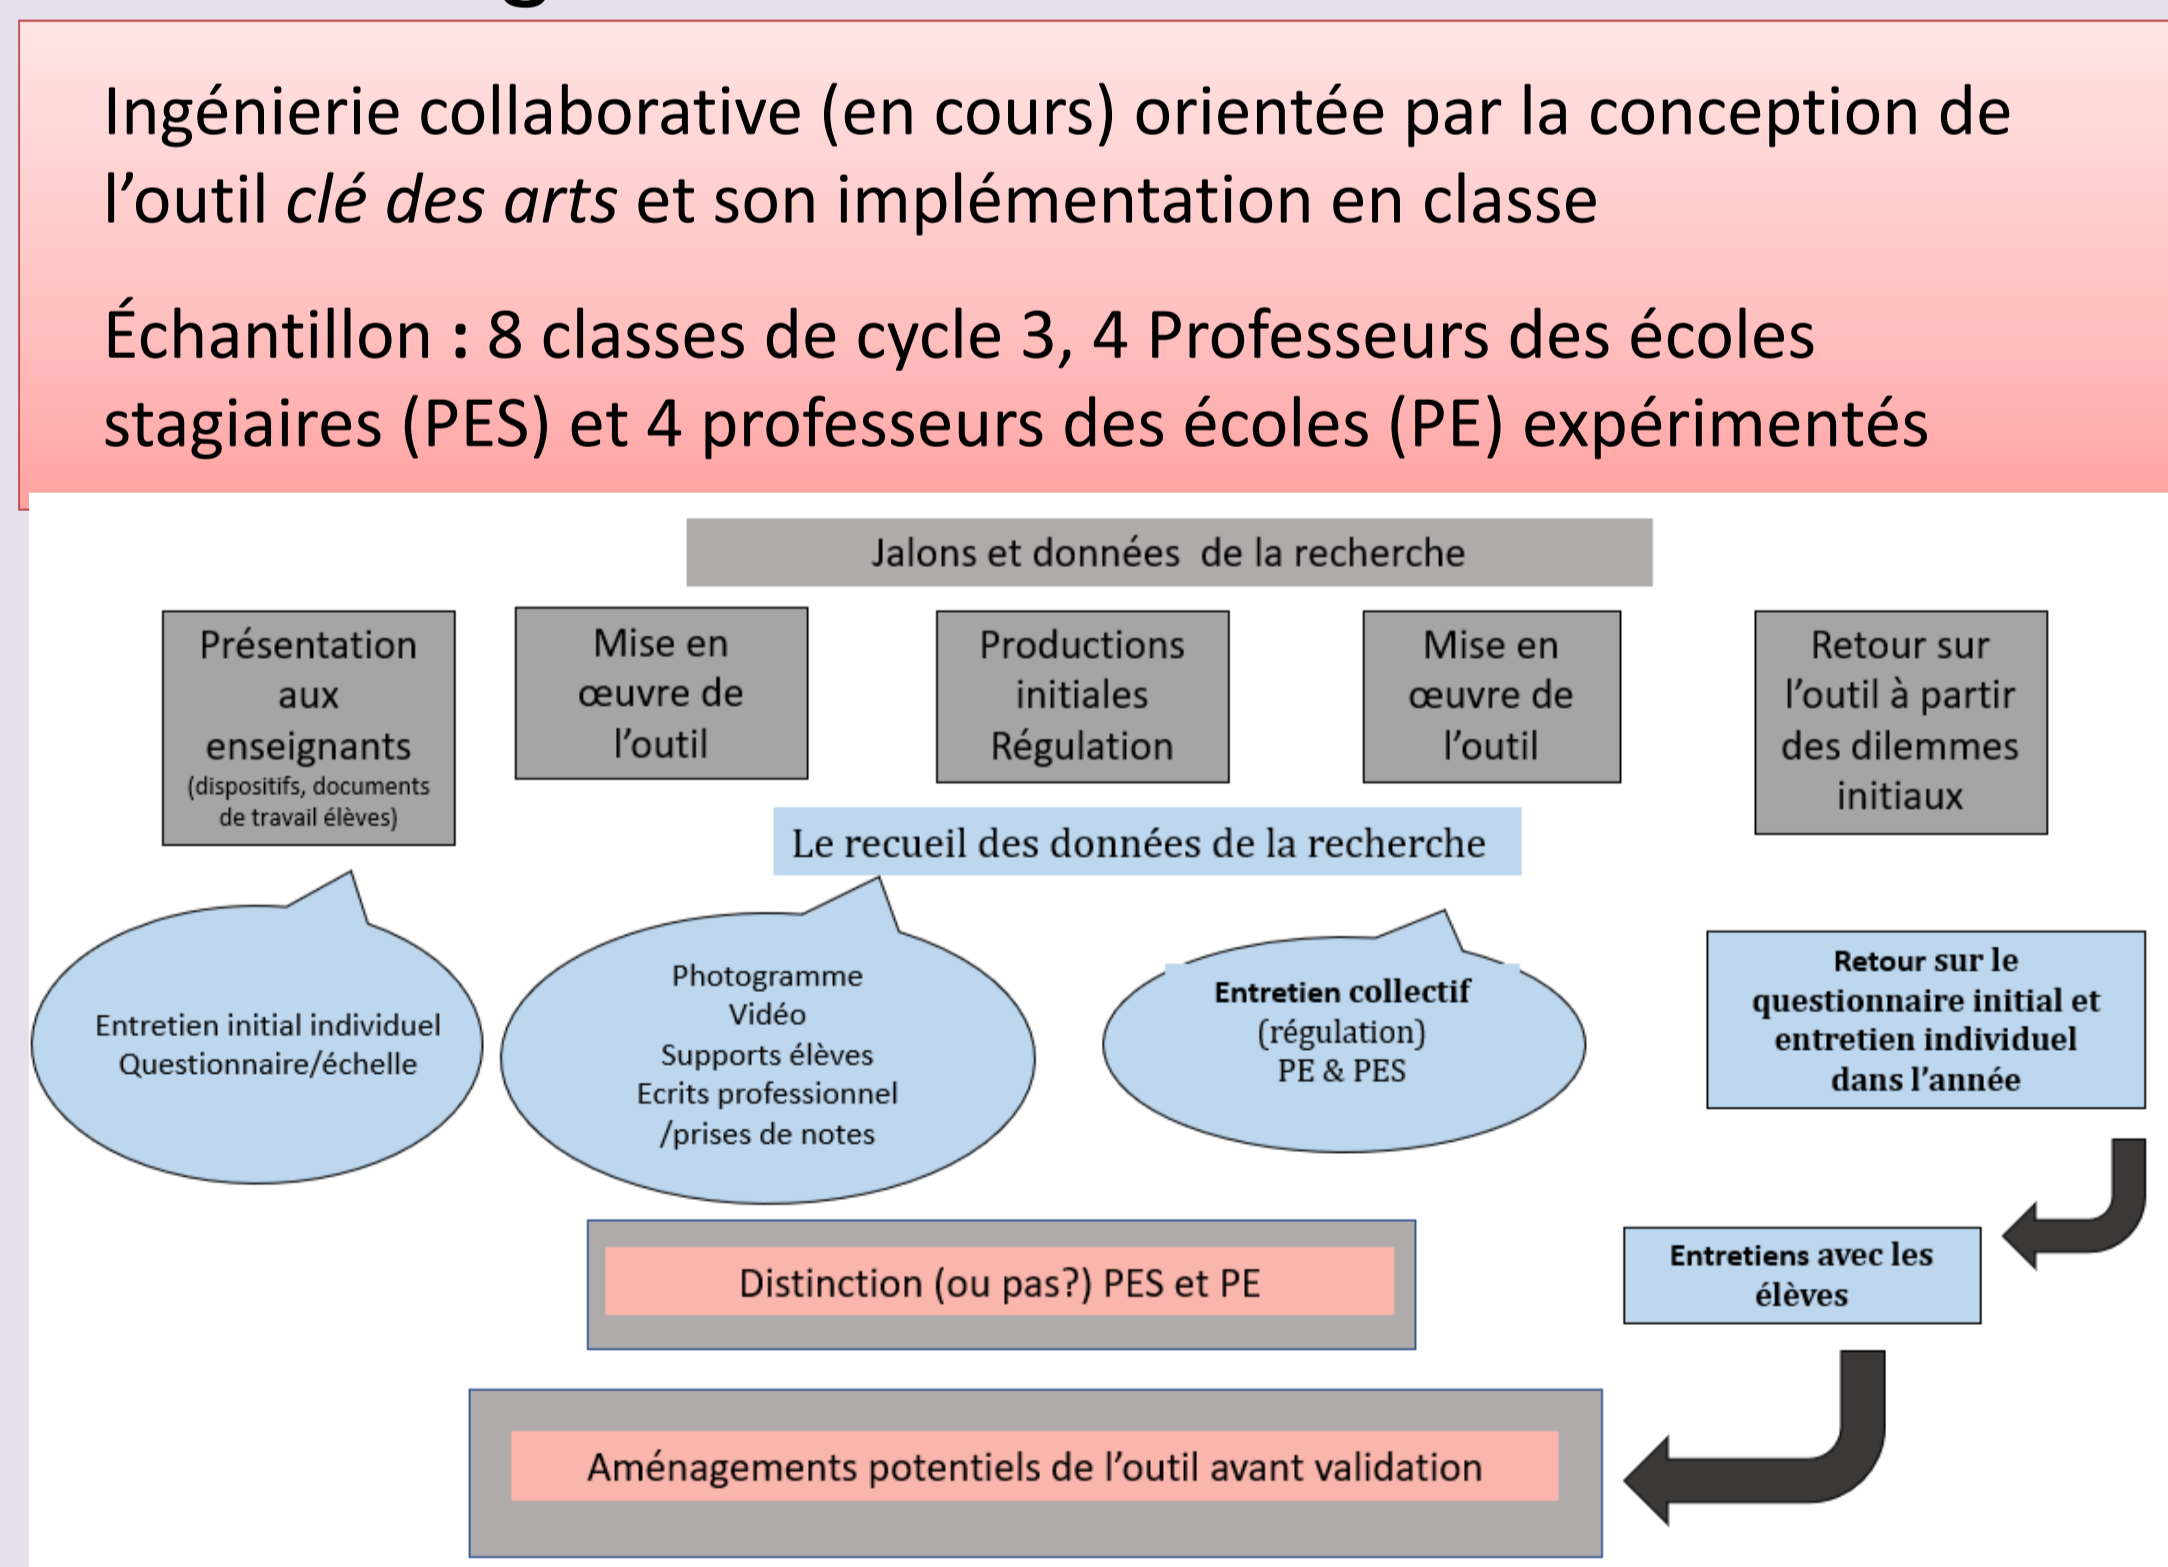 Ingénierie collaborative (en cours) orientée par la conception de
l’outil clé des arts et son implémentation en classe
Échantillon : 8 classes de cycle 3, 4 Professeurs des écoles
stagiaires (PES) et 4 professeurs des écoles (PE) expérimentés
Jalons et données de la recherche
Présentation
aux
enseignants
(dispositifs, documents
de travail élèves)
Mise en
œuvre de
l’outil
Productions
initiales
Régulation
Mise en
œuvre de
l’outil
Retour sur
l’outil à partir
des dilemmes
initiaux
Le recueil des données de la recherche
Entretien initial individuel
Questionnaire/échelle
Photogramme
Vidéo
Supports élèves
Ecrits professionnel
/prises de notes
Entretien collectif
(régulation)
PE & PES
Retour sur le
questionnaire initial et
entretien individuel
dans l’année
Distinction (ou pas?) PES et PE
Entretiens avec les
élèves
Aménagements potentiels de l’outil avant validation